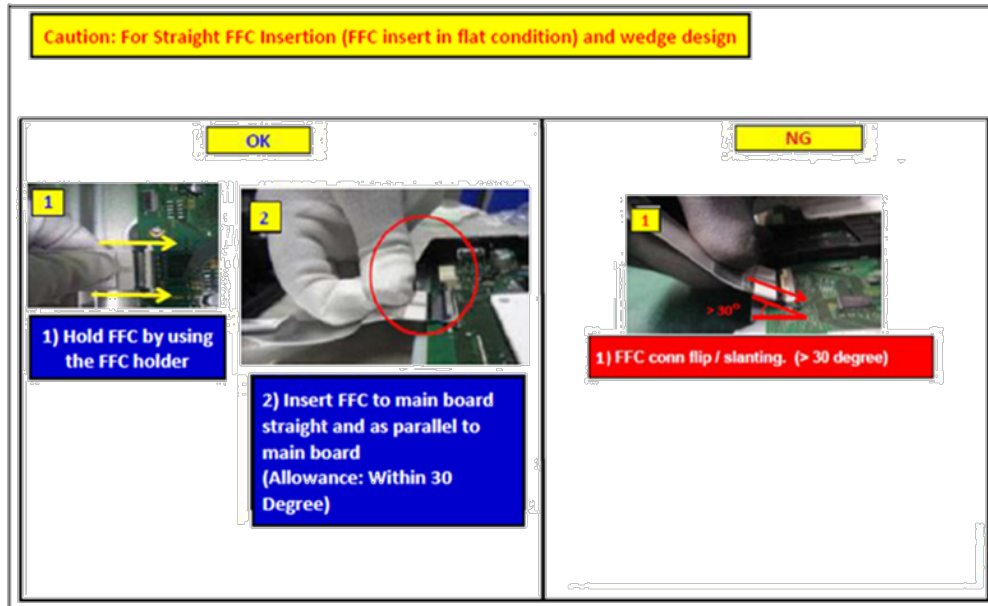 Caution: For Straight FFC Insertion (FFC insert in flat condition) and wedge design
OK
1
2
1) Hold FFC by using
the FFC holder
2) Insert FFC to main board
straight and as parallel to
main board
(Allowance: Within 30
Degree)
NG
1
> 30°
1) FFC conn flip / slanting. (> 30 degree)